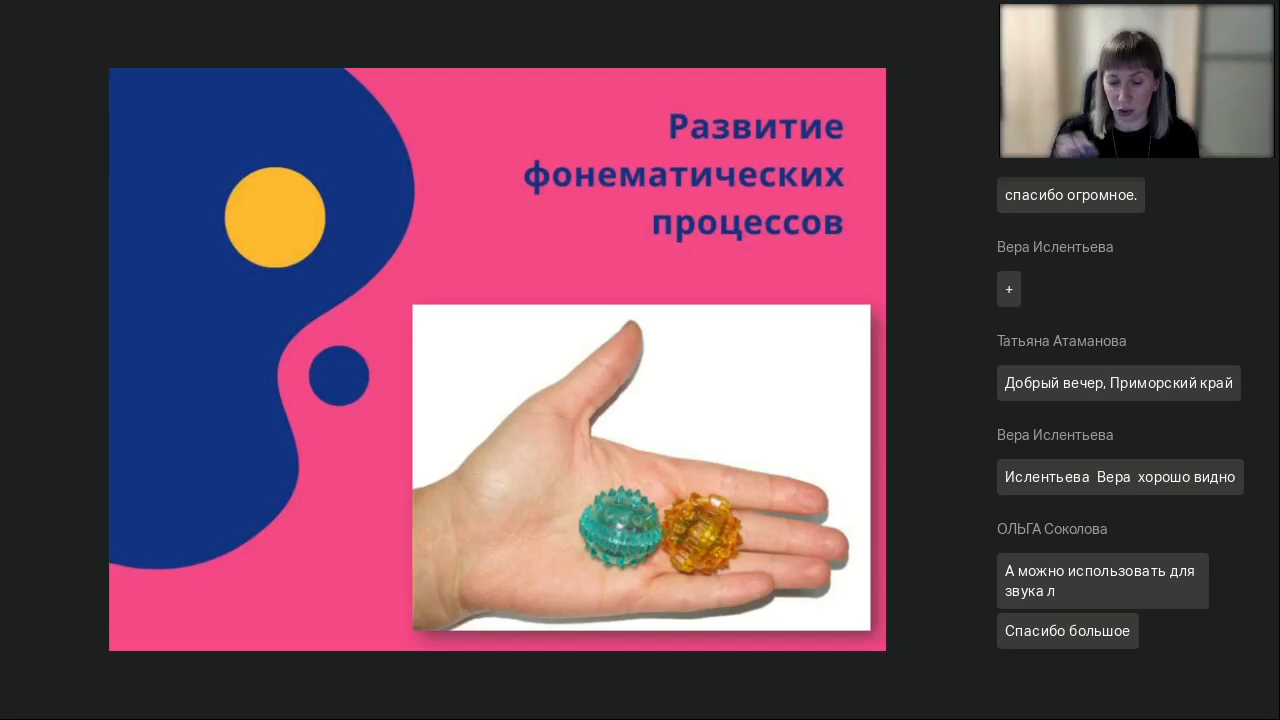 Развитие
фонематических
процессов
спасибо огромное.
Вера Ислентьева
+
Татьяна Атаманова
Добрый вечер, Приморский край
Вера Ислентьева
Ислентьева Вера хорошо видно
ОЛЬГА Соколова
А можно использовать для
звука л
Спасибо большое